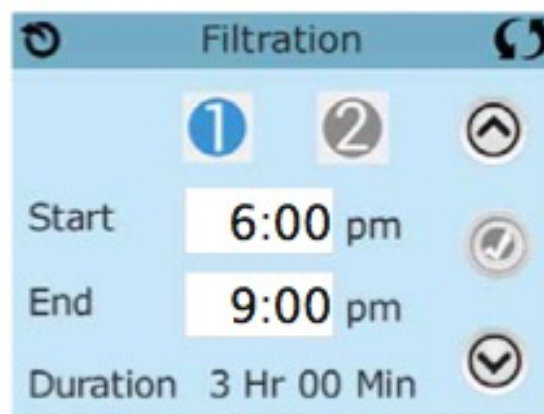 Filtration
1 2
Start 6:00 pm
End 9:00 pm
Duration 3 Hr 00 Min